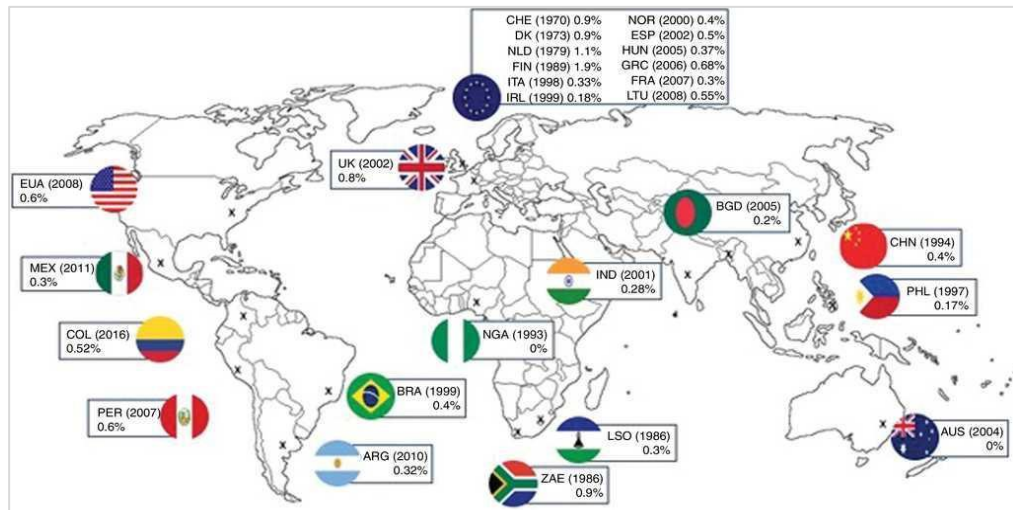 CHE (1970) 0.9%
DK (1973) 0.9%
NLD (1979) 1.1%
FIN (1989) 1.9%
ITA (1998) 0.33%
IRL (1999) 0.18%
NOR (2000) 0.4%
ESP (2002) 0.5%
HUN (2005) 0.37%
GRC (2006) 0.68%
FRA (2007) 0.3%
LTU (2008) 0.55%
UK (2002)
0.8%
EUA (2008)
0.6%
BGD (2005)
0.2%
CHN (1994)
0.4%
MEX (2011)
0.3%
IND (2001)
0.28%
PHL (1997)
0.17%
COL (2016)
0.52%
NGA (1993)
0%
BRA (1999)
0.4%
PER (2007)
0.6%
LSO (1986)
0.3%
AUS (2004)
0%
ARG (2010)
0.32%
ZAE (1986)
0.9%